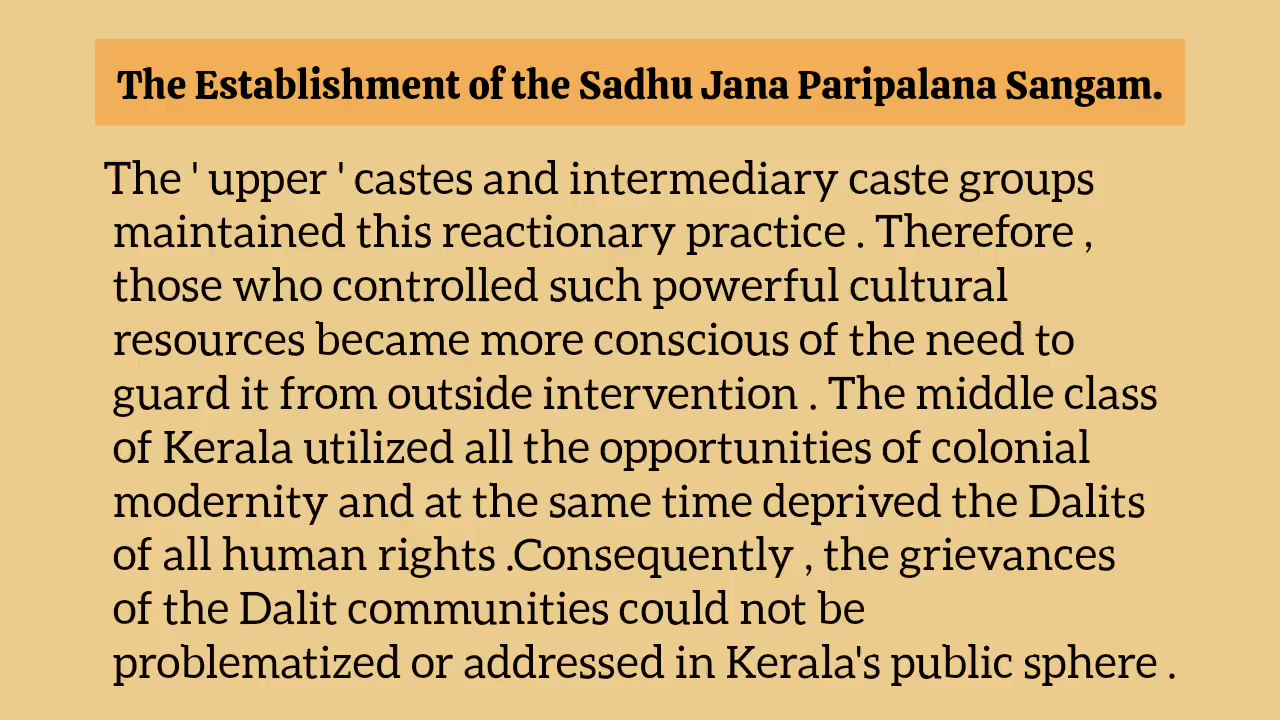 The Establishment of the Sadhu Jana Paripalana Sangam.
The ' upper ' castes and intermediary caste groups
maintained this reactionary practice . Therefore ,
those who controlled such powerful cultural
resources became more conscious of the need to
guard it from outside intervention . The middle class
of Kerala utilized all the opportunities of colonial
modernity and at the same time deprived the Dalits
of all human rights .Consequently , the grievances
of the Dalit communities could not be
problematized or addressed in Kerala's public sphere .